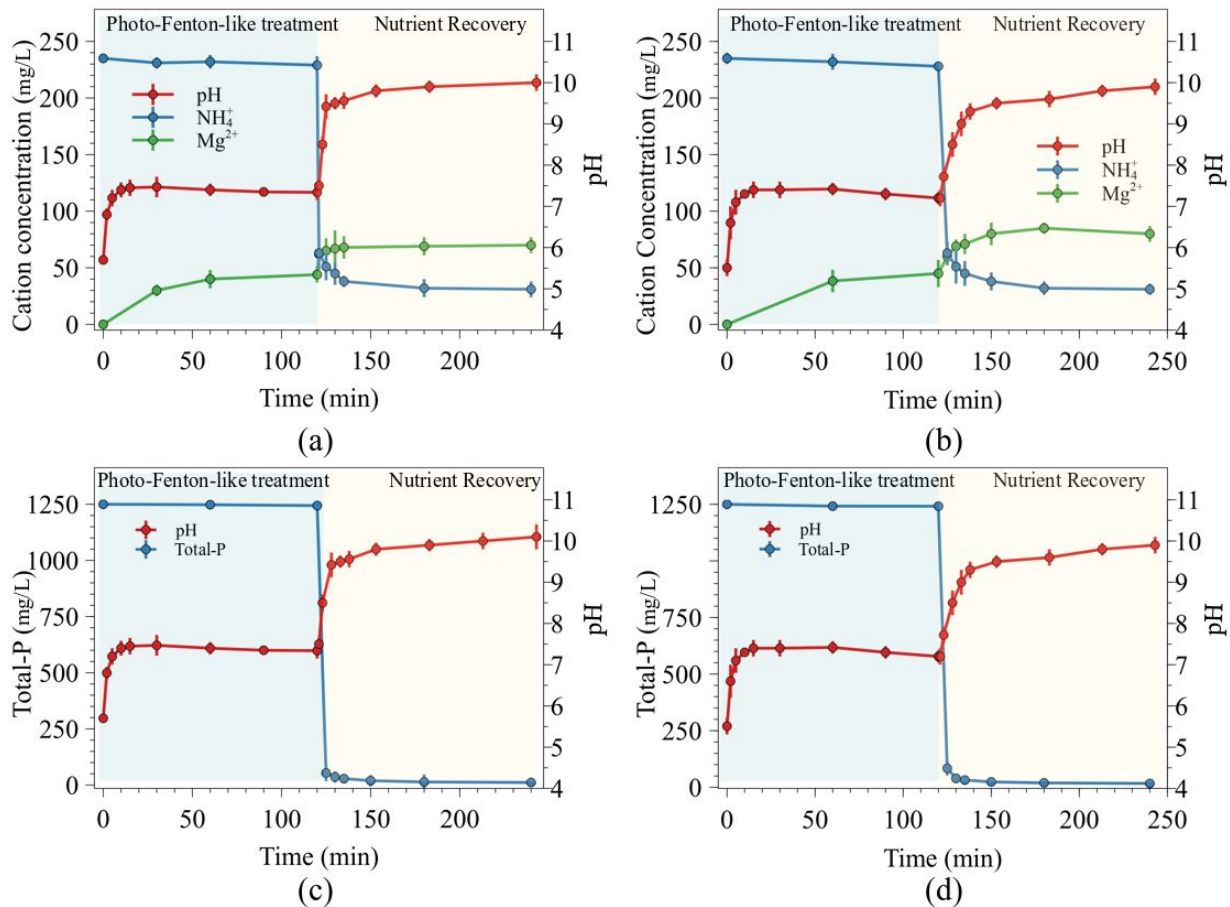 Photo-Fenton-like treatment Nutrient Recovery
Cation concentration (mg/L)
250
200
150
100
50
0
pH
NH₄⁺
Mg²⁺
11
10
9
8
7
6
5
4
pH
0 50 100 150 200
Time (min)
(a)
Photo-Fenton-like treatment Nutrient Recovery
Cation Concentration (mg/L)
250
200
150
100
50
0
pH
NH₄⁺
Mg²⁺
11
10
9
8
7
6
5
4
pH
0 50 100 150 200 250
Time (min)
(b)
Photo-Fenton-like treatment Nutrient Recovery
Total-P (mg/L)
1250
1000
750
500
250
0
pH
Total-P
11
10
9
8
7
6
5
4
pH
0 50 100 150 200
Time (min)
(c)
Photo-Fenton-like treatment Nutrient Recovery
Total-P (mg/L)
1250
750
500
250
0
pH
Total-P
11
10
9
8
7
6
5
4
pH
0 50 100 150 200 250
Time (min)
(d)